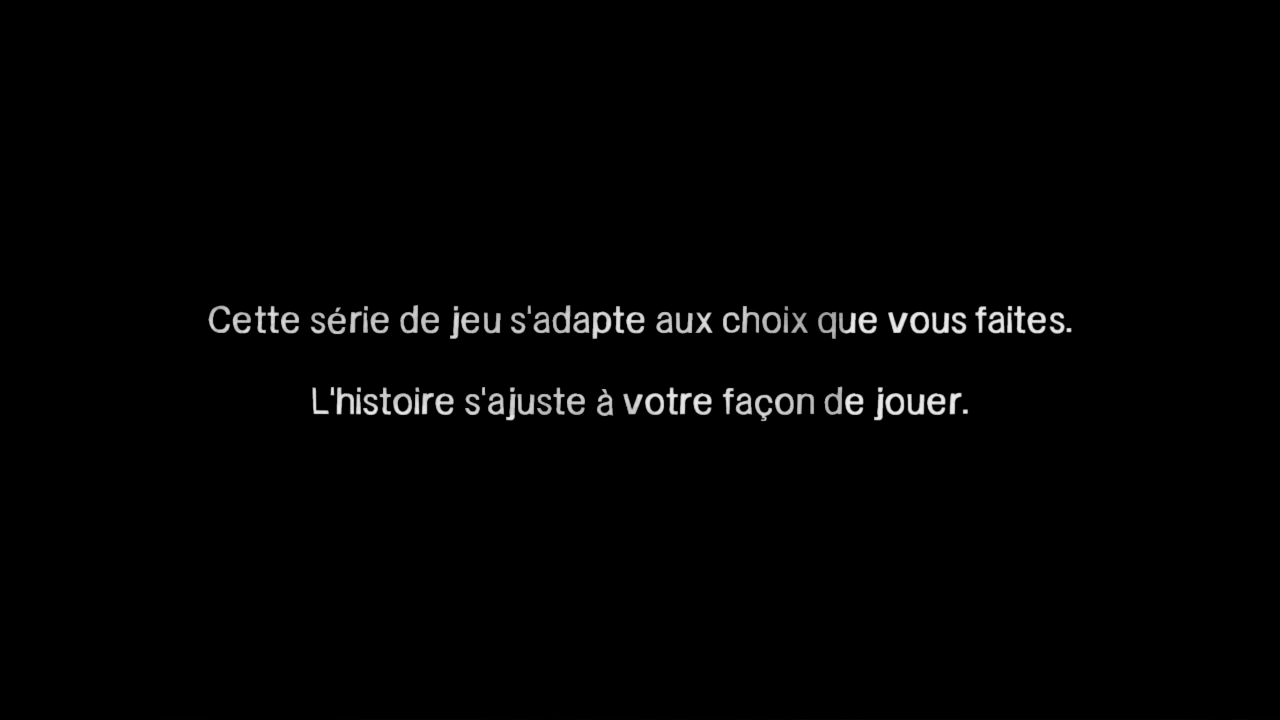 Cette série de jeu s'adapte aux choix que vous faites.
L'histoire s'ajuste à votre façon de jouer.